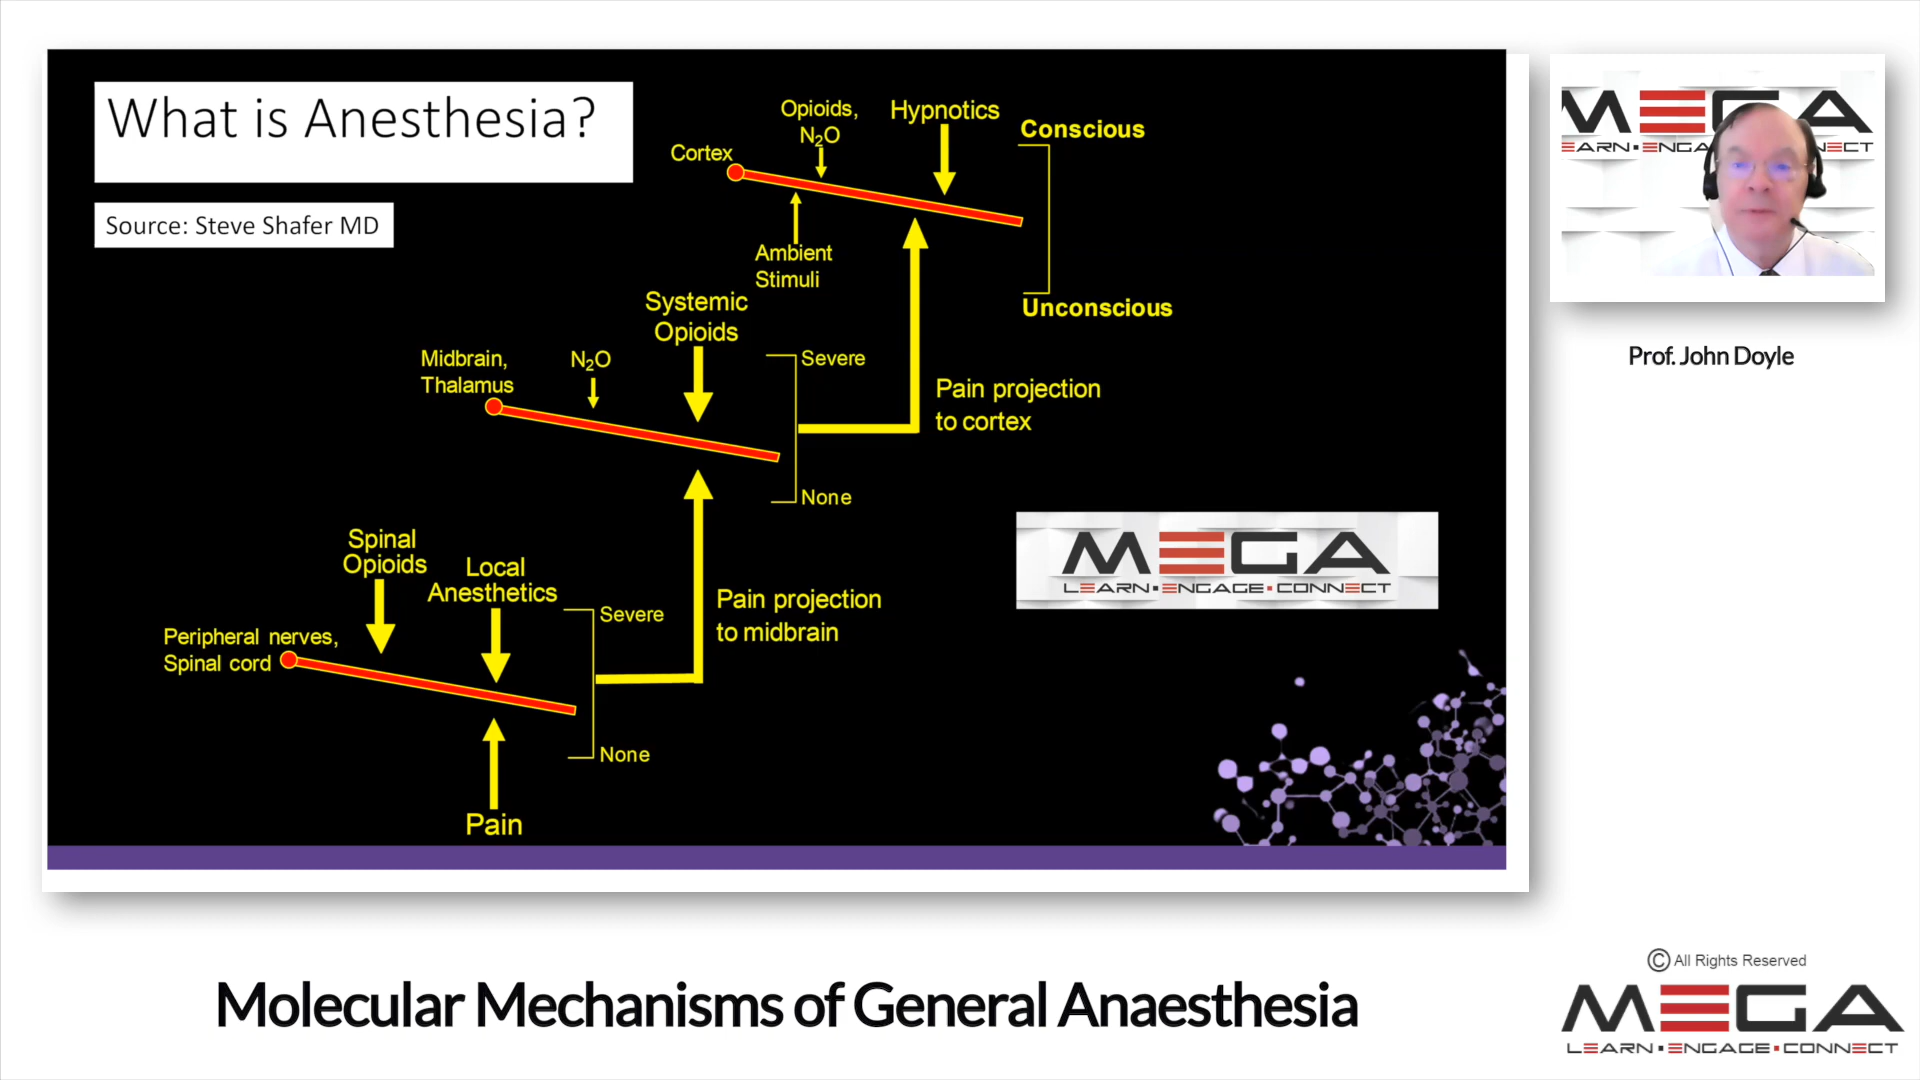 What is Anesthesia?
Source: Steve Shafer MD
Opioids,
N₂O
Hypnotics
Conscious
Cortex
Ambient
Stimuli
Unconscious
Systemic
Opioids
Midbrain,
Thalamus
N₂O
Severe
None
Pain projection
to cortex
Spinal
Opioids
Local
Anesthetics
Peripheral nerves,
Spinal cord
Severe
None
Pain projection
to midbrain
Pain
MEGA
LEARN▪ENGAGE▪CONNECT
Prof. John Doyle
Molecular Mechanisms of General Anaesthesia
© All Rights Reserved
MEGA
LEARN▪ENGAGE▪CONNECT